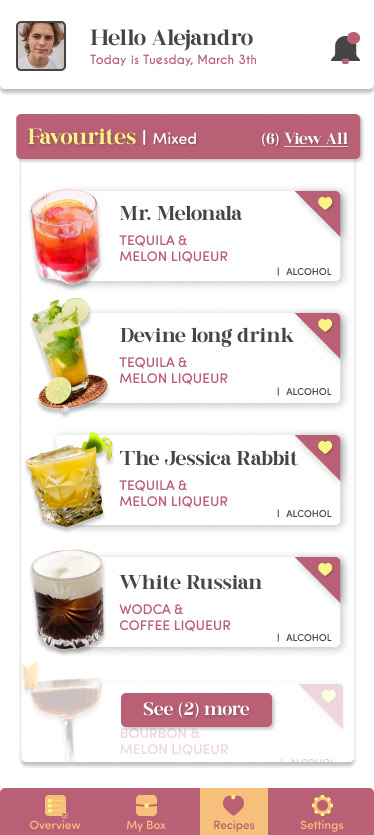 Hello Alejandro
Today is Tuesday, March 3th
Favourites | Mixed (6) View All
Mr. Melonala
TEQUILA &
MELON LIQUEUR
| ALCOHOL
Devine long drink
TEQUILA &
MELON LIQUEUR
| ALCOHOL
The Jessica Rabbit
TEQUILA &
MELON LIQUEUR
| ALCOHOL
White Russian
WODCA &
COFFEE LIQUEUR
| ALCOHOL
See (2) more
BOURBON &
MELON LIQUEUR
| ALCOHOL
Overview My Box Recipes Settings